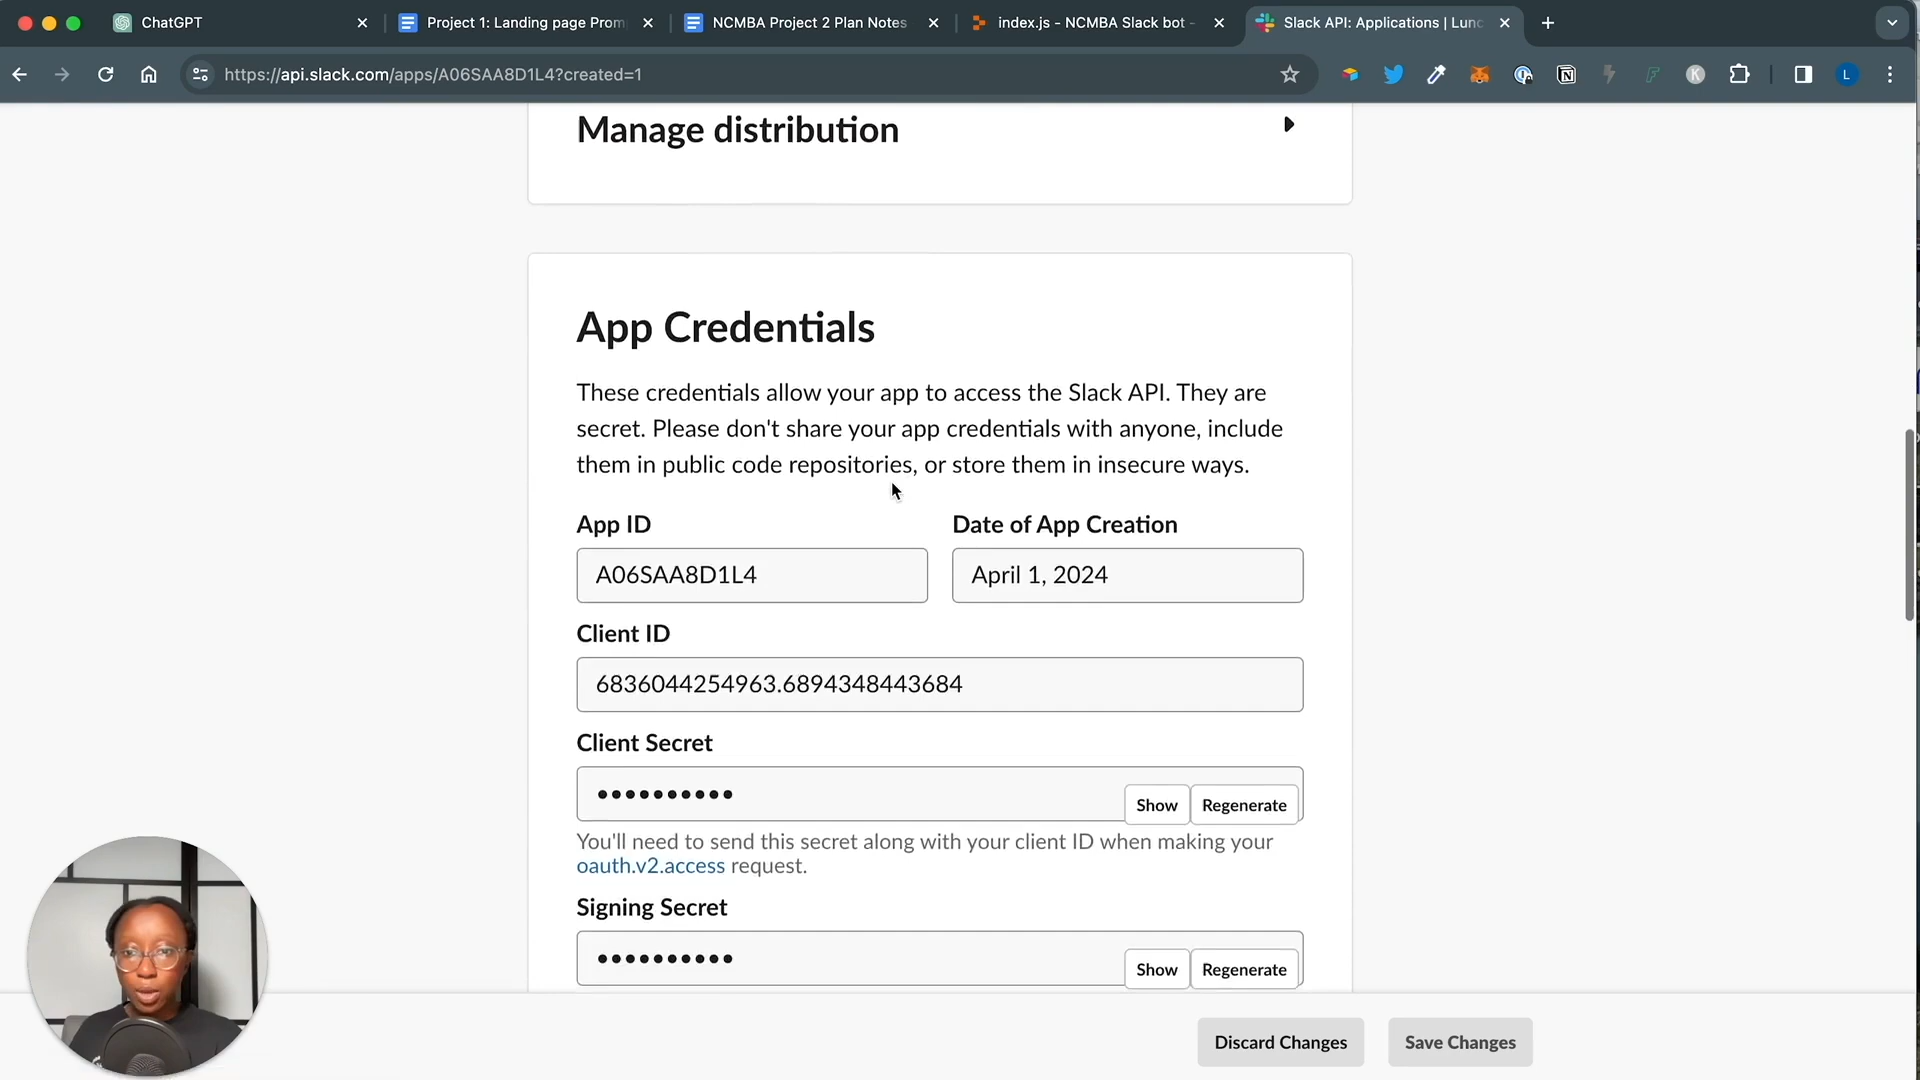 ChatGPT
Project 1: Landing page Prom
NCMBA Project 2 Plan Notes
index.js - NCMBA Slack bot -
Slack API: Applications | Lunc
https://api.slack.com/apps/A06SAA8D1L4?created=1
K
L
Manage distribution
App Credentials
These credentials allow your app to access the Slack API. They are
secret. Please don't share your app credentials with anyone, include
them in public code repositories, or store them in insecure ways.
App ID
Date of App Creation
A06SAA8D1L4
April 1, 2024
Client ID
6836044254963.6894348443684
Client Secret
••••••••••
Show
Regenerate
You'll need to send this secret along with your client ID when making your
oauth.v2.access request.
Signing Secret
••••••••••
Show
Regenerate
Discard Changes
Save Changes